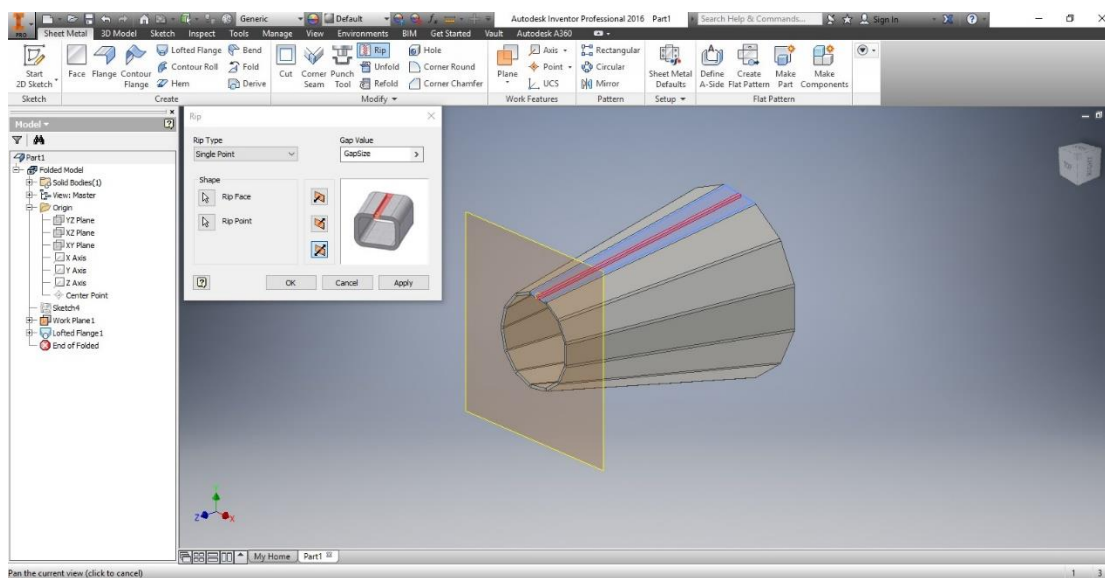 PRO
Generic
Default
Autodesk Inventor Professional 2016 Part1
Search Help & Commands...
Sign In
Sheet Metal 3D Model Sketch Inspect Tools Manage View Environments BIM Get Started Vault Autodesk A360
Start
2D Sketch
Face
Flange
Contour
Flange
Lofted Flange
Contour Roll
Hem
Bend
Fold
Derive
Cut
Corner
Seam
Punch
Tool
Rip
Unfold
Refold
Hole
Corner Round
Corner Chamfer
Plane
Axis
Point
UCS
Rectangular
Circular
Mirror
Sheet Metal
Defaults
Define
A-Side
Create
Flat Pattern
Make
Part
Make
Components
Sketch Create Modify Work Features Pattern Setup Flat Pattern
Model
Part1
Folded Model
Solid Bodies(1)
View: Master
Origin
YZ Plane
XZ Plane
XY Plane
X Axis
Y Axis
Z Axis
Center Point
Sketch4
Work Plane1
Lofted Flange1
End of Folded
Rip
Rip Type
Single Point
Gap Value
GapSize
Shape
Rip Face
Rip Point
OK Cancel Apply
Y
Z
X
My Home Part1
Pan the current view (click to cancel)
1 3